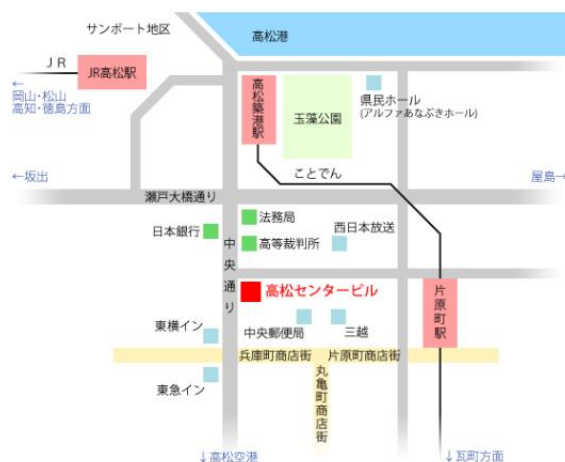 サンポート地区
高松港
JR
JR高松駅
←
岡山・松山
高知・徳島方面
高松築港駅
玉藻公園
県民ホール
(アルファあなぶきホール)
ことでん
←坂出
屋島→
瀬戸大橋通り
法務局
日本銀行
高等裁判所
西日本放送
中央通り
高松センタービル
片原町駅
東横イン
中央郵便局
三越
兵庫町商店街
片原町商店街
丸亀町商店街
東急イン
↓高松空港
↓瓦町方面